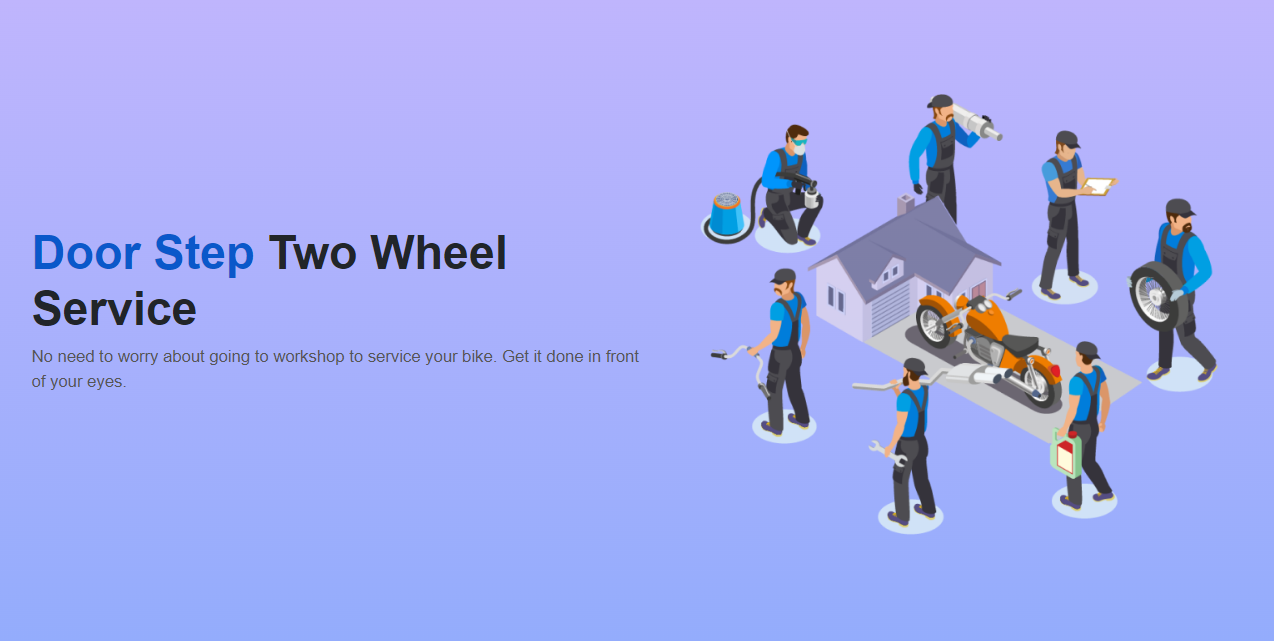 Door Step Two Wheel
Service
No need to worry about going to workshop to service your bike. Get it done in front
of your eyes.